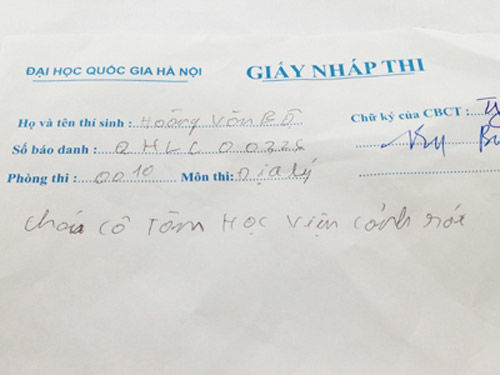 ĐẠI HỌC QUỐC GIA HÀ NỘI
GIẤY NHÁP THI
Họ và tên thí sinh : Hoàng Văn Bộ
Chữ ký của CBCT :
Số báo danh : QHLC 00326
Phòng thi : 0010 Môn thi: Địa lý
cháu cô Tâm Học viện cảnh sát